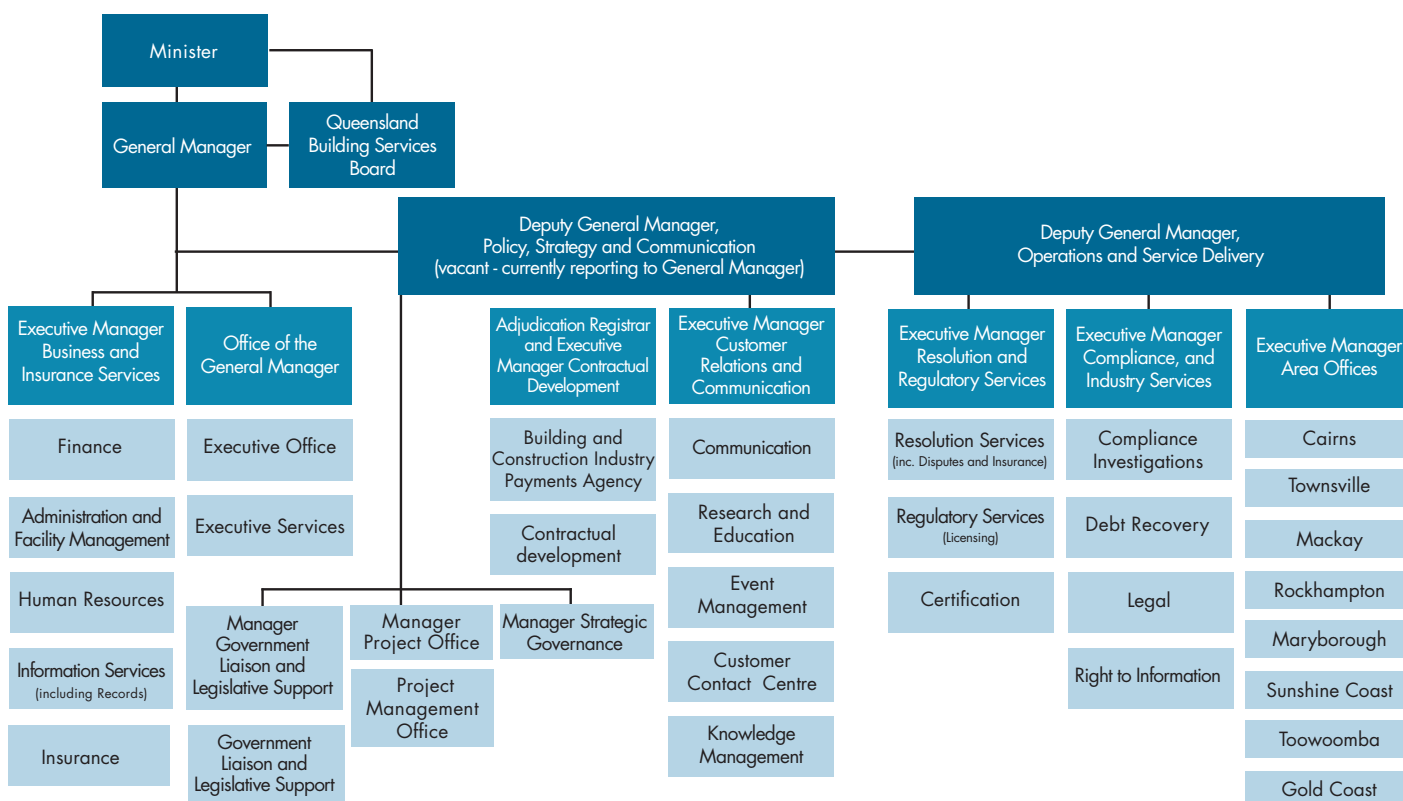 Minister
General Manager
Queensland
Building Services
Board
Deputy General Manager,
Policy, Strategy and Communication
(vacant - currently reporting to General Manager)
Deputy General Manager,
Operations and Service Delivery
Executive Manager
Business and
Insurance Services
Finance
Administration and
Facility Management
Human Resources
Information Services
(including Records)
Insurance
Office of the
General Manager
Executive Office
Executive Services
Manager
Government
Liaison and
Legislative Support
Government
Liaison and
Legislative Support
Manager
Project Office
Project
Management
Office
Manager Strategic
Governance
Adjudication Registrar
and Executive
Manager Contractual
Development
Building and
Construction Industry
Payments Agency
Contractual
development
Executive Manager
Customer
Relations and
Communication
Communication
Research and
Education
Event
Management
Customer
Contact Centre
Knowledge
Management
Executive Manager
Resolution and
Regulatory Services
Resolution Services
(inc. Disputes and Insurance)
Regulatory Services
(Licensing)
Certification
Executive Manager
Compliance, and
Industry Services
Compliance
Investigations
Debt Recovery
Legal
Right to Information
Executive Manager
Area Offices
Cairns
Townsville
Mackay
Rockhampton
Maryborough
Sunshine Coast
Toowoomba
Gold Coast